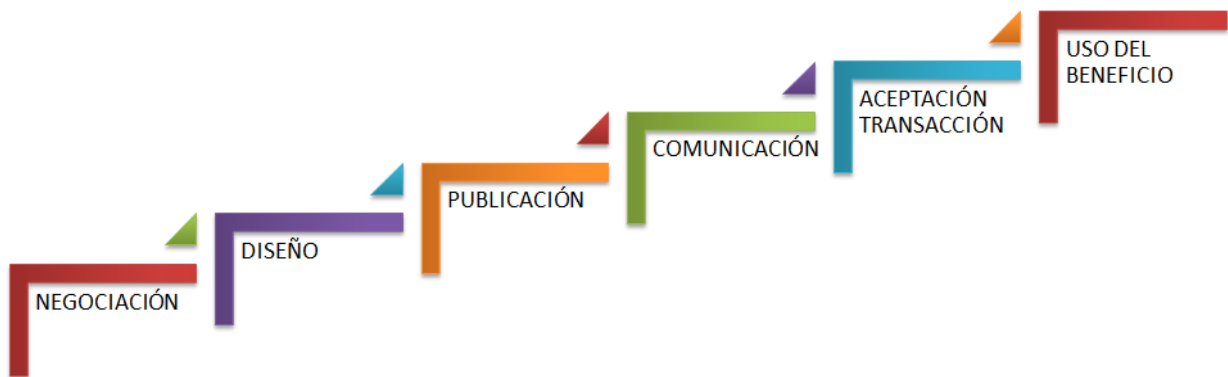 NEGOCIACIÓN
DISEÑO
PUBLICACIÓN
COMUNICACIÓN
ACEPTACIÓN
TRANSACCIÓN
USO DEL
BENEFICIO